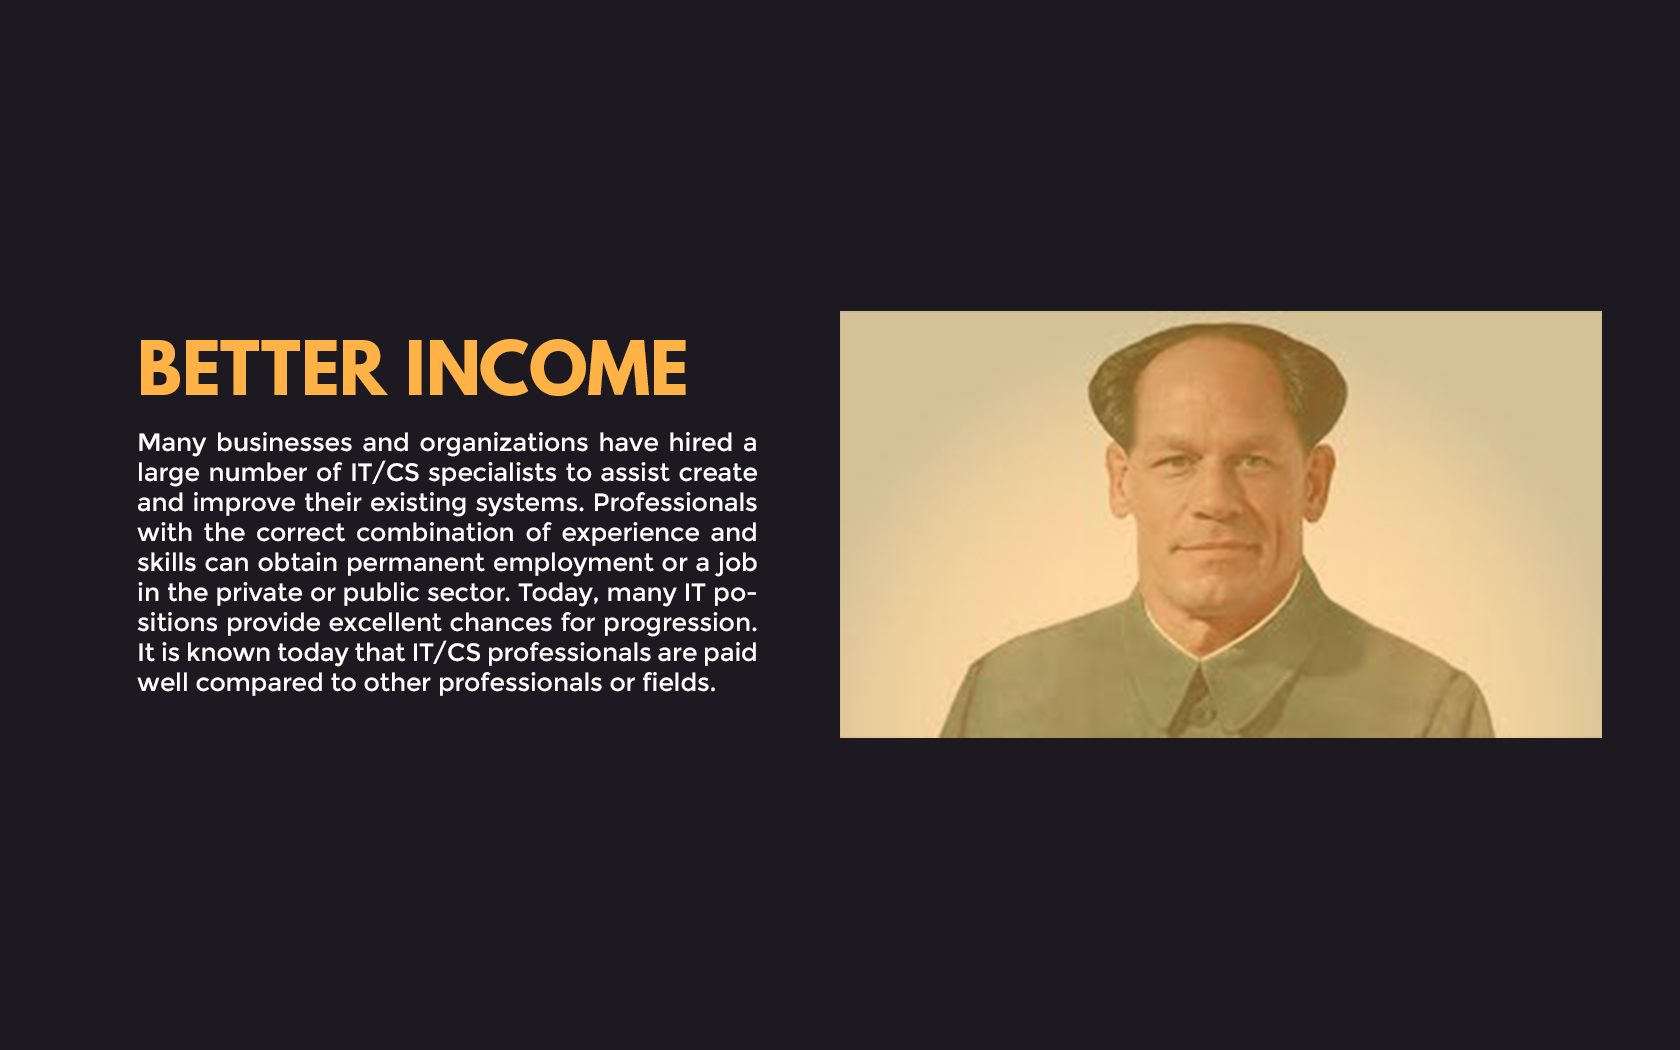 BETTER INCOME
Many businesses and organizations have hired a
large number of IT/CS specialists to assist create
and improve their existing systems. Professionals
with the correct combination of experience and
skills can obtain permanent employment or a job
in the private or public sector. Today, many IT po-
sitions provide excellent chances for progression.
It is known today that IT/CS professionals are paid
well compared to other professionals or fields.